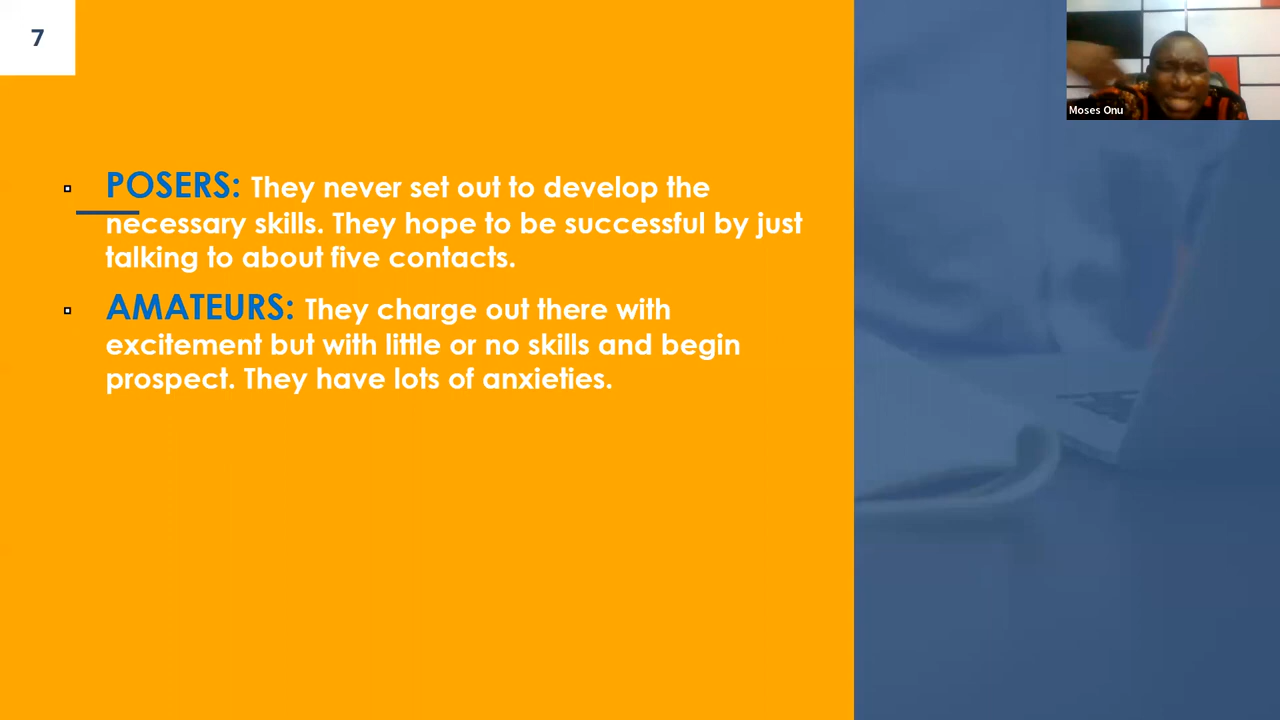 7
Moses Onu
POSERS: They never set out to develop the
necessary skills. They hope to be successful by just
talking to about five contacts.
AMATEURS: They charge out there with
excitement but with little or no skills and begin
prospect. They have lots of anxieties.